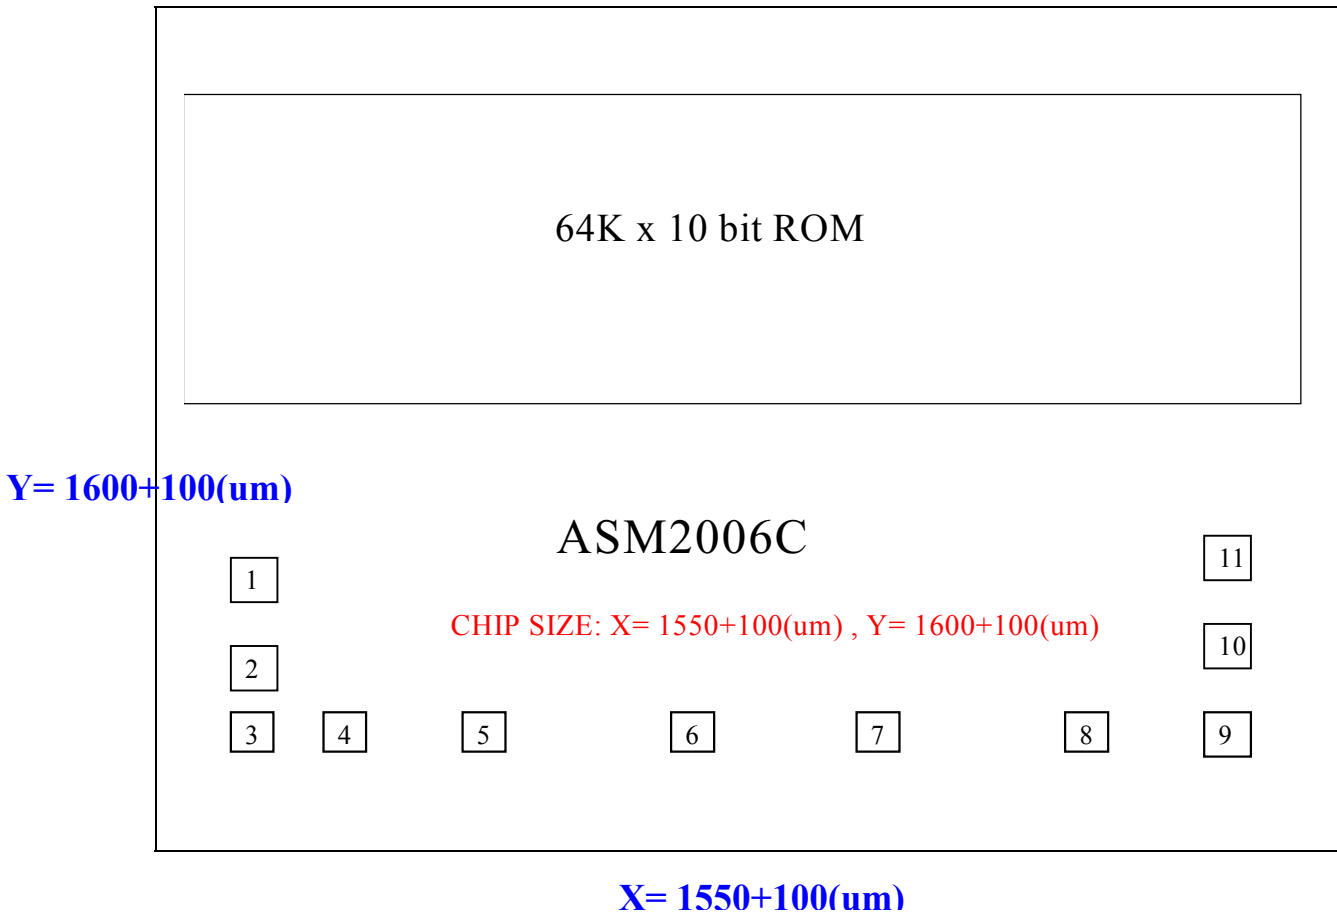 64K x 10 bit ROM
Y= 1600+100(um)
ASM2006C
11
1
CHIP SIZE: X= 1550+100(um) , Y= 1600+100(um)
10
2
3 4 5 6 7 8 9
X= 1550+100(um)